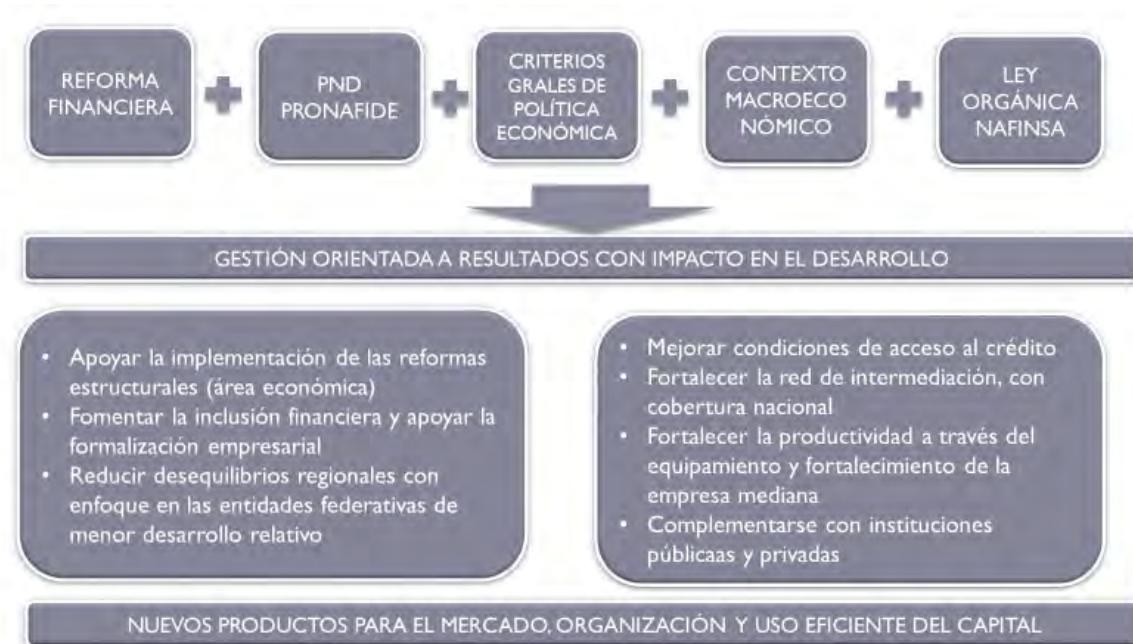 REFORMA
FINANCIERA
PND
PRONAFIDE
CRITERIOS
GRALES DE
POLÍTICA
ECONÓMICA
CONTEXTO
MACROECO
NÓMICO
LEY
ORGÁNICA
NAFINSA
GESTIÓN ORIENTADA A RESULTADOS CON IMPACTO EN EL DESARROLLO
• Apoyar la implementación de las reformas
estructurales (área económica)
• Fomentar la inclusión financiera y apoyar la
formalización empresarial
• Reducir desequilibrios regionales con
enfoque en las entidades federativas de
menor desarrollo relativo
• Mejorar condiciones de acceso al crédito
• Fortalecer la red de intermediación, con
cobertura nacional
• Fortalecer la productividad a través del
equipamiento y fortalecimiento de la
empresa mediana
• Complementarse con instituciones
públicaas y privadas
NUEVOS PRODUCTOS PARA EL MERCADO, ORGANIZACIÓN Y USO EFICIENTE DEL CAPITAL